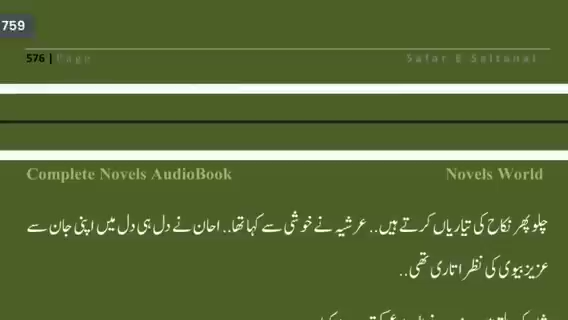 759
576 | Page
Safar E Saltanat
Complete Novels AudioBook
Novels World
چلو پھر نکاح کی تیاریاں کرتے ہیں.. عرشیہ نے خوشی سے کہا تھا.. احان نے دل ہی دل میں اپنی جان سے
عزیز بیوی کی نظر اتاری تھی..